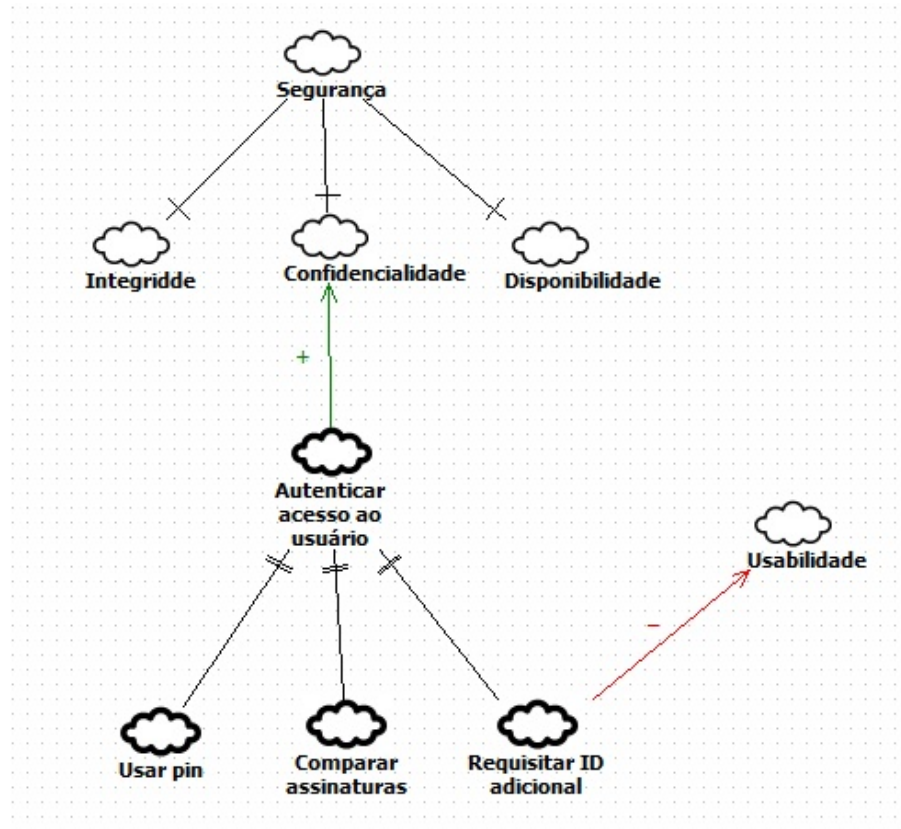 Segurança
Integridde
Confidencialidade
Disponibilidade
+
Autenticar
acesso ao
usuário
Usabilidade
−
Usar pin
Comparar
assinaturas
Requisitar ID
adicional